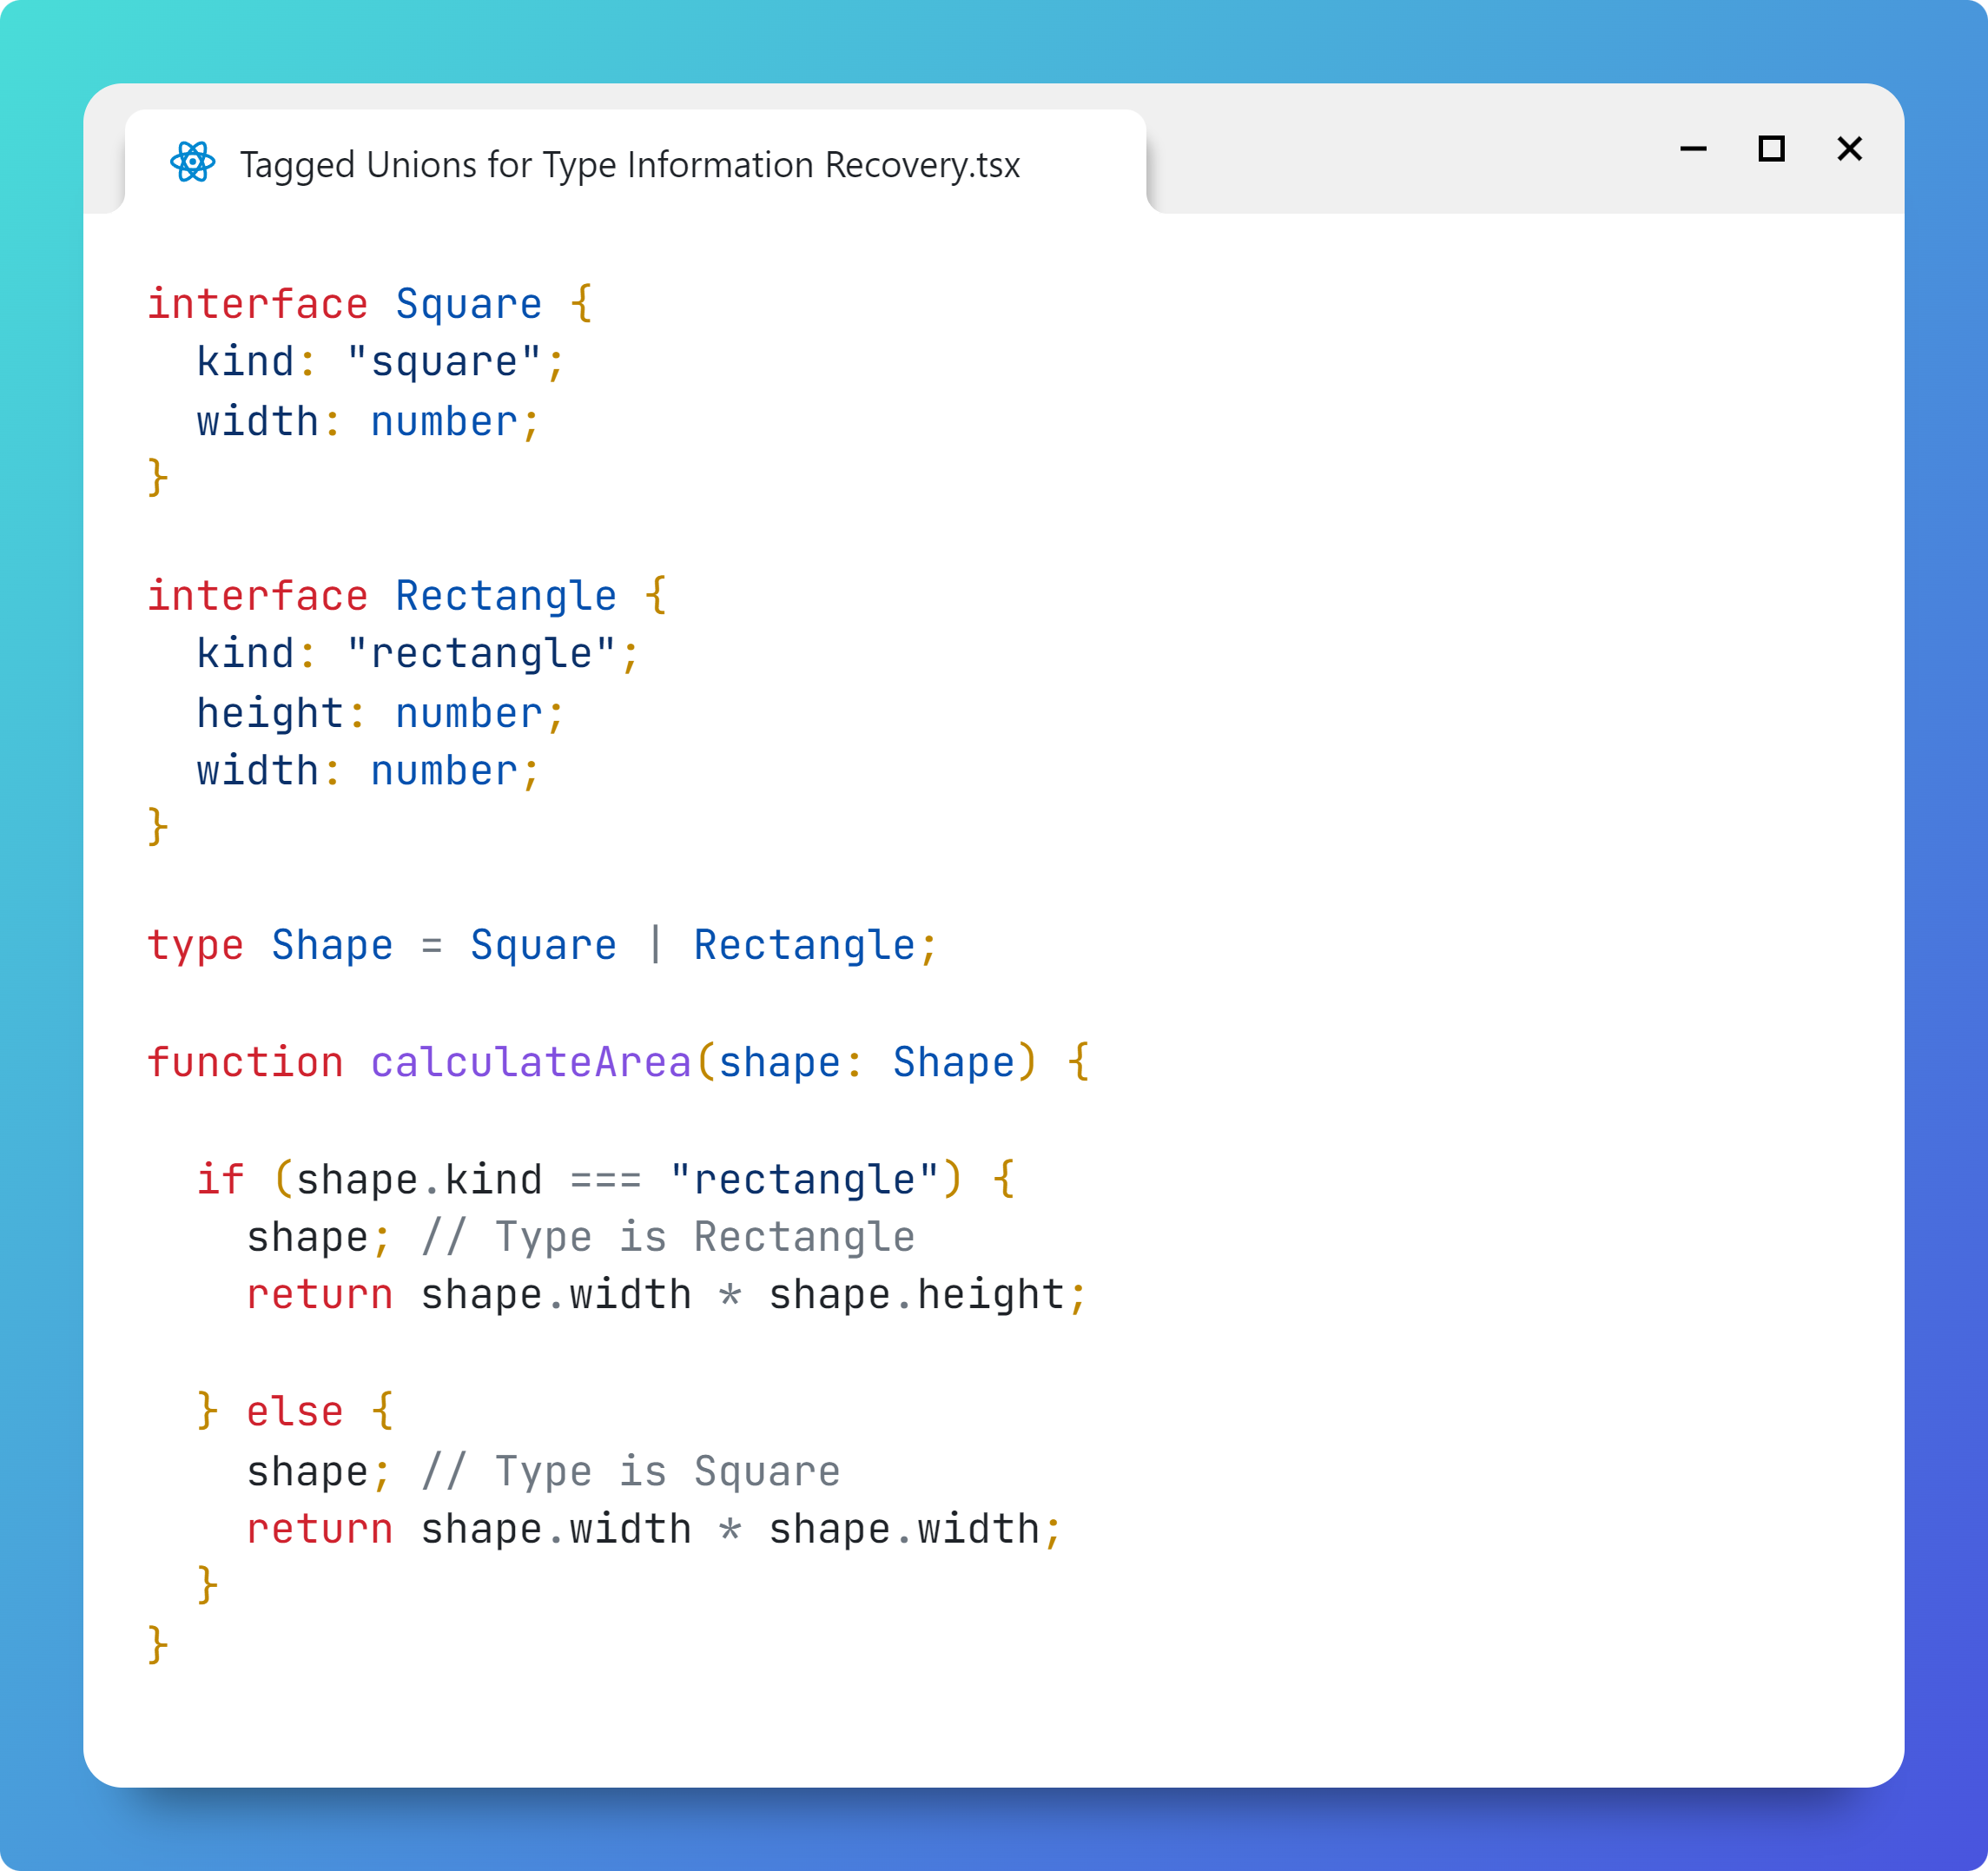 Tagged Unions for Type Information Recovery.tsx
interface Square {
  kind: "square";
  width: number;
}
interface Rectangle {
  kind: "rectangle";
  height: number;
  width: number;
}
type Shape = Square | Rectangle;
function calculateArea(shape: Shape) {
  if (shape.kind === "rectangle") {
    shape; // Type is Rectangle
    return shape.width * shape.height;
  } else {
    shape; // Type is Square
    return shape.width * shape.width;
  }
}